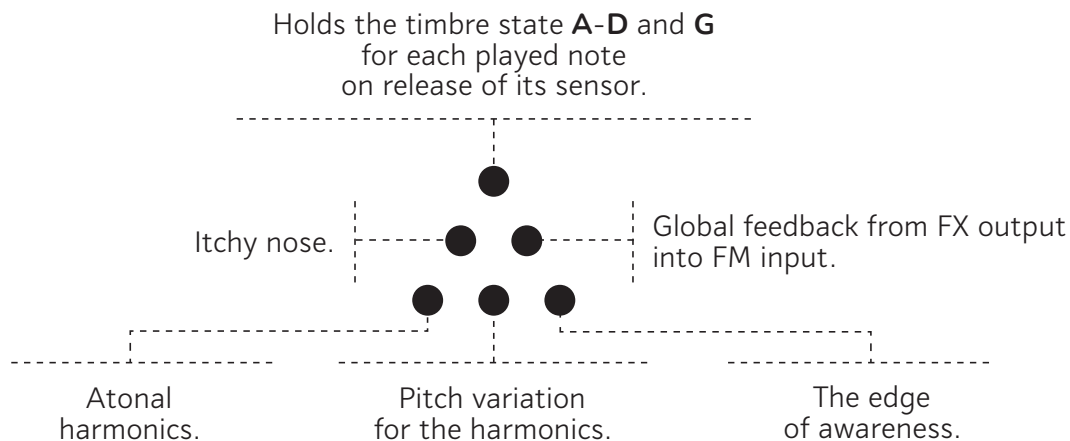 Holds the timbre state A-D and G
for each played note
on release of its sensor.
Itchy nose.
Global feedback from FX output
into FM input.
Atonal
harmonics.
Pitch variation
for the harmonics.
The edge
of awareness.